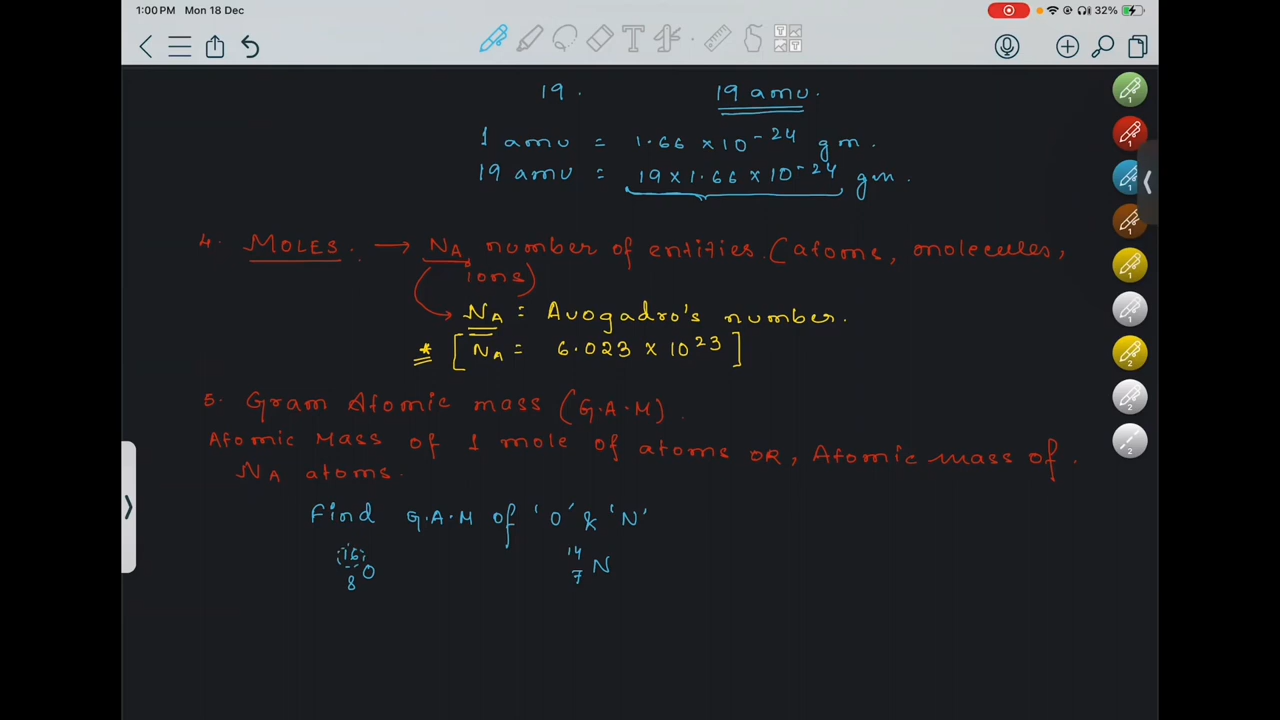 1:00 PM Mon 18 Dec
32%
19. 19 amu.
1 amu = 1.66 × 10⁻²⁴ gm.
19 amu = 19 × 1.66 × 10⁻²⁴ gm.
4. MOLES. → NA number of entities. (atoms, molecules,
ions)
NA = Avogadro's number.
* [NA = 6.023 × 10²³]
5. Gram Atomic mass (G.A.M).
Atomic Mass of 1 mole of atoms OR, Atomic mass of.
NA atoms.
Find G.A.M of 'O' & 'N'
16 8 O 14 7 N